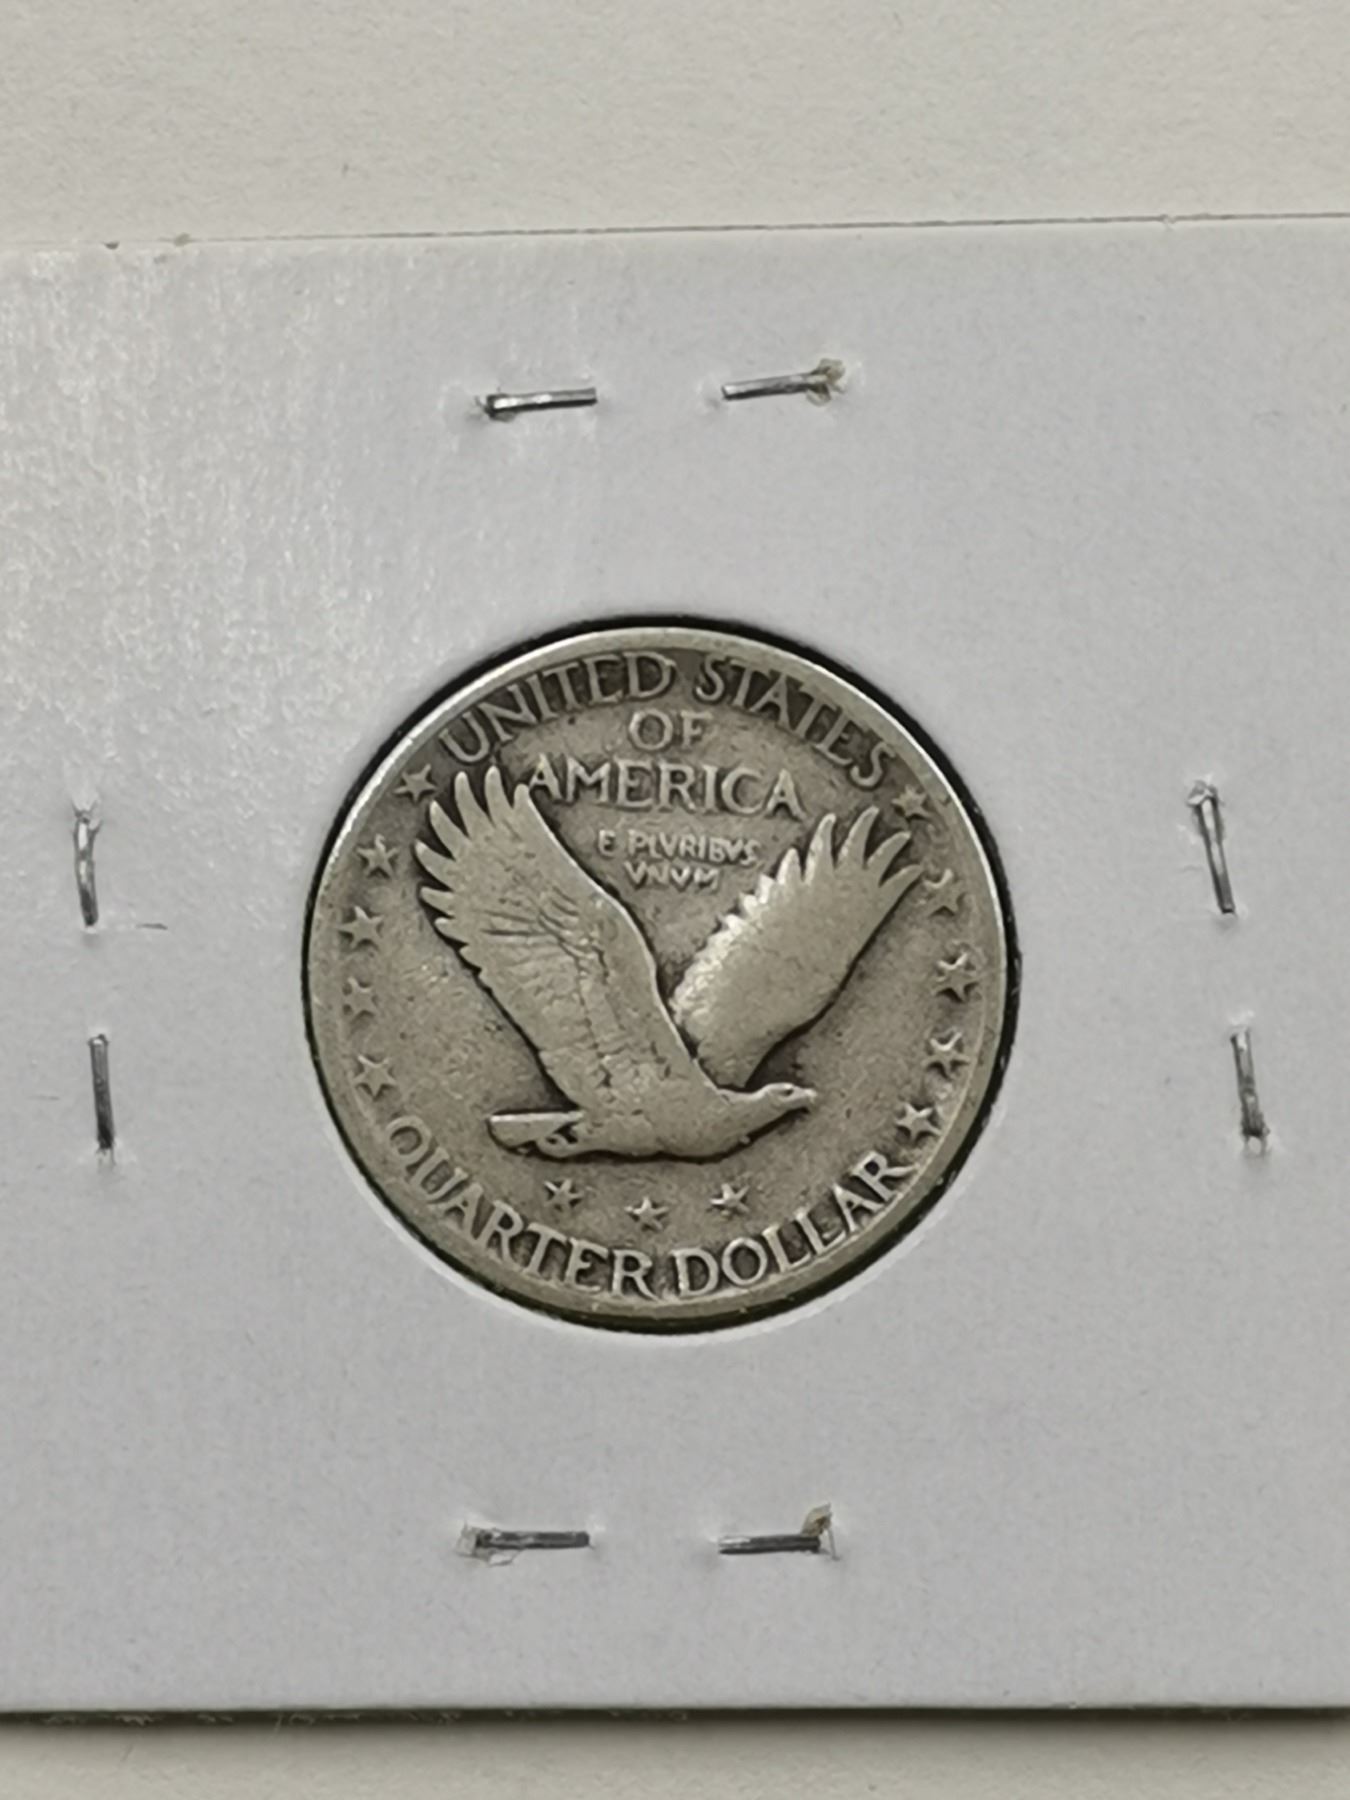 UNITED STATES
OF
AMERICA
E PLVRIBVS
VNVM
QUARTER DOLLAR